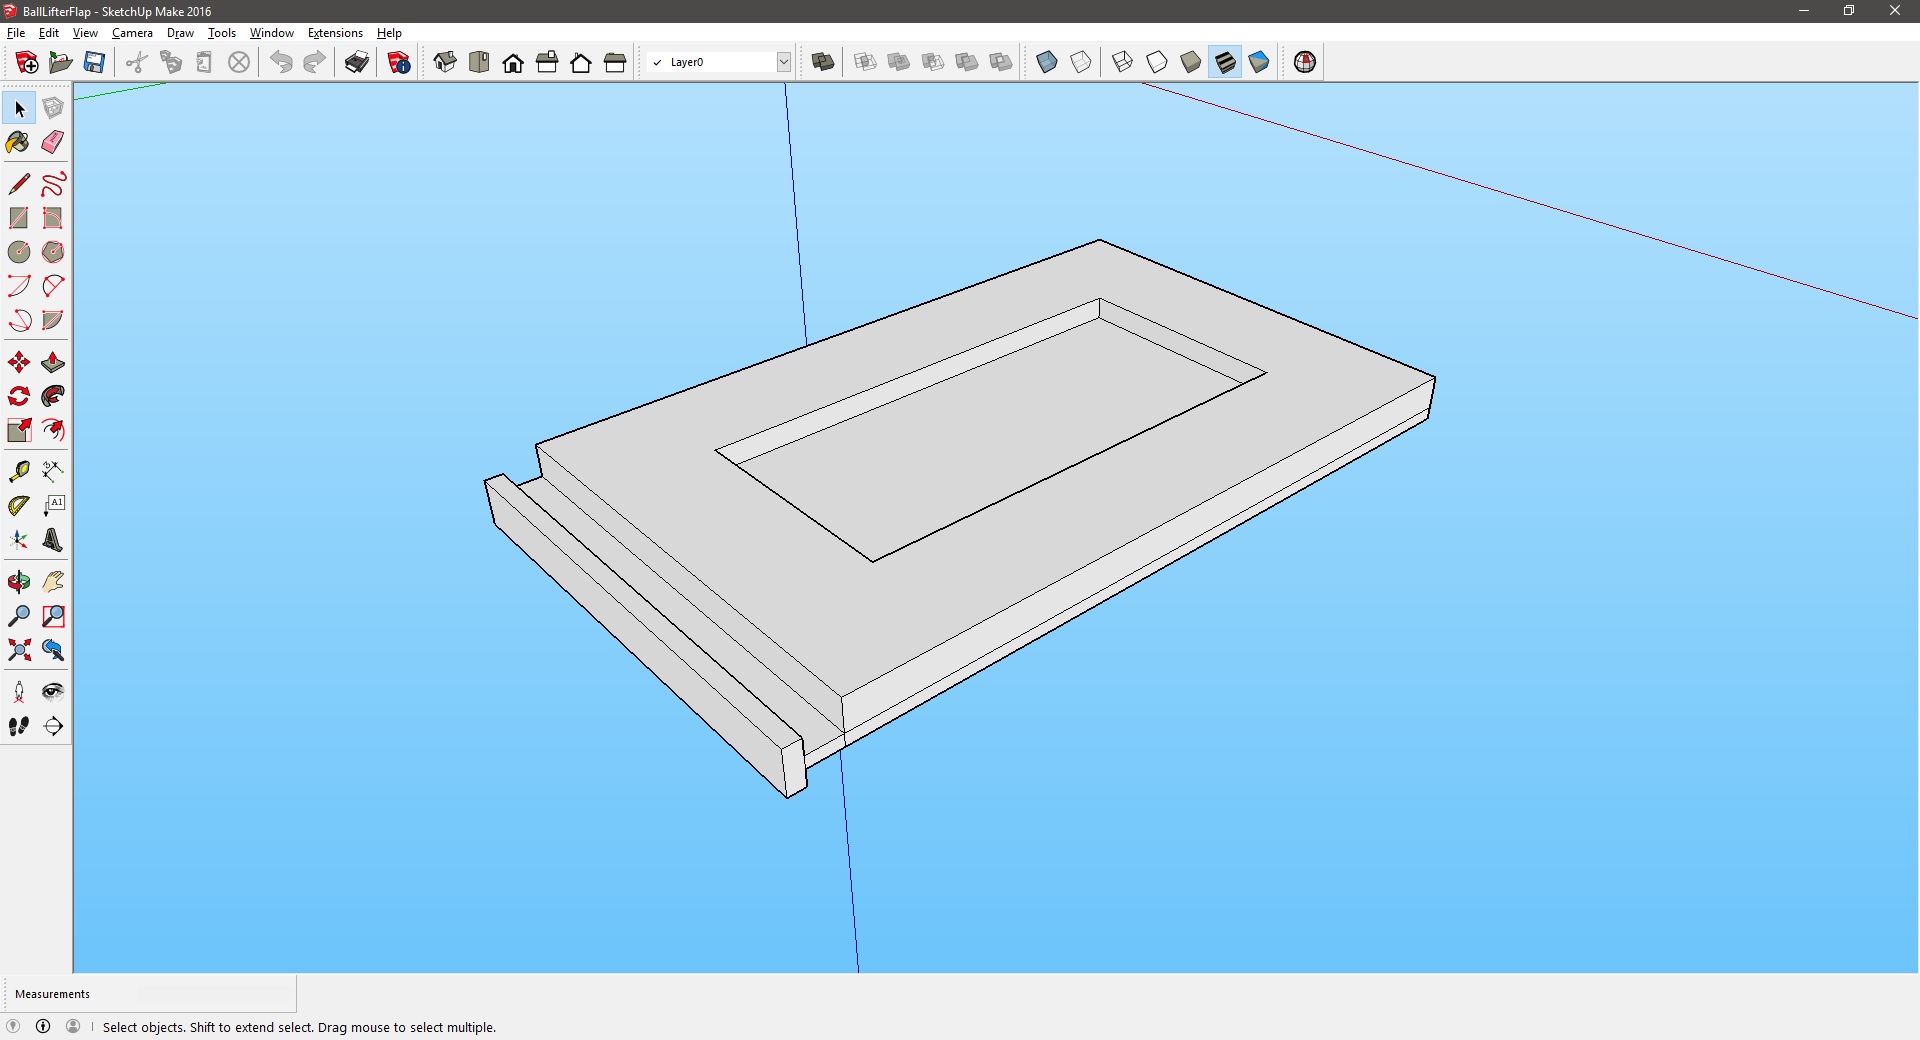 BallLifterFlap - SketchUp Make 2016
File Edit View Camera Draw Tools Window Extensions Help
Layer0
A1
Measurements
Select objects. Shift to extend select. Drag mouse to select multiple.